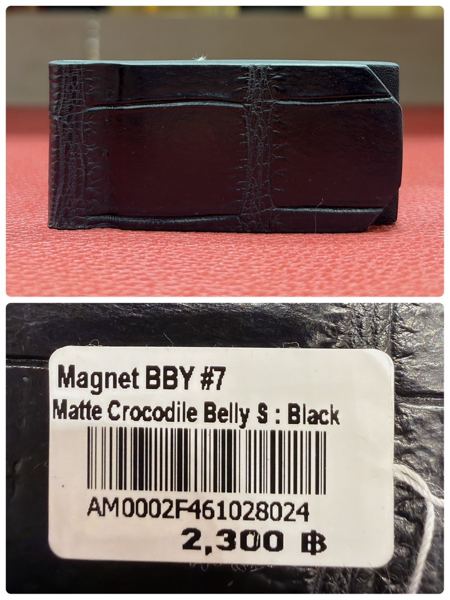 Magnet BBY #7
Matte Crocodile Belly S : Black
AM0002F461028024
2,300 ฿